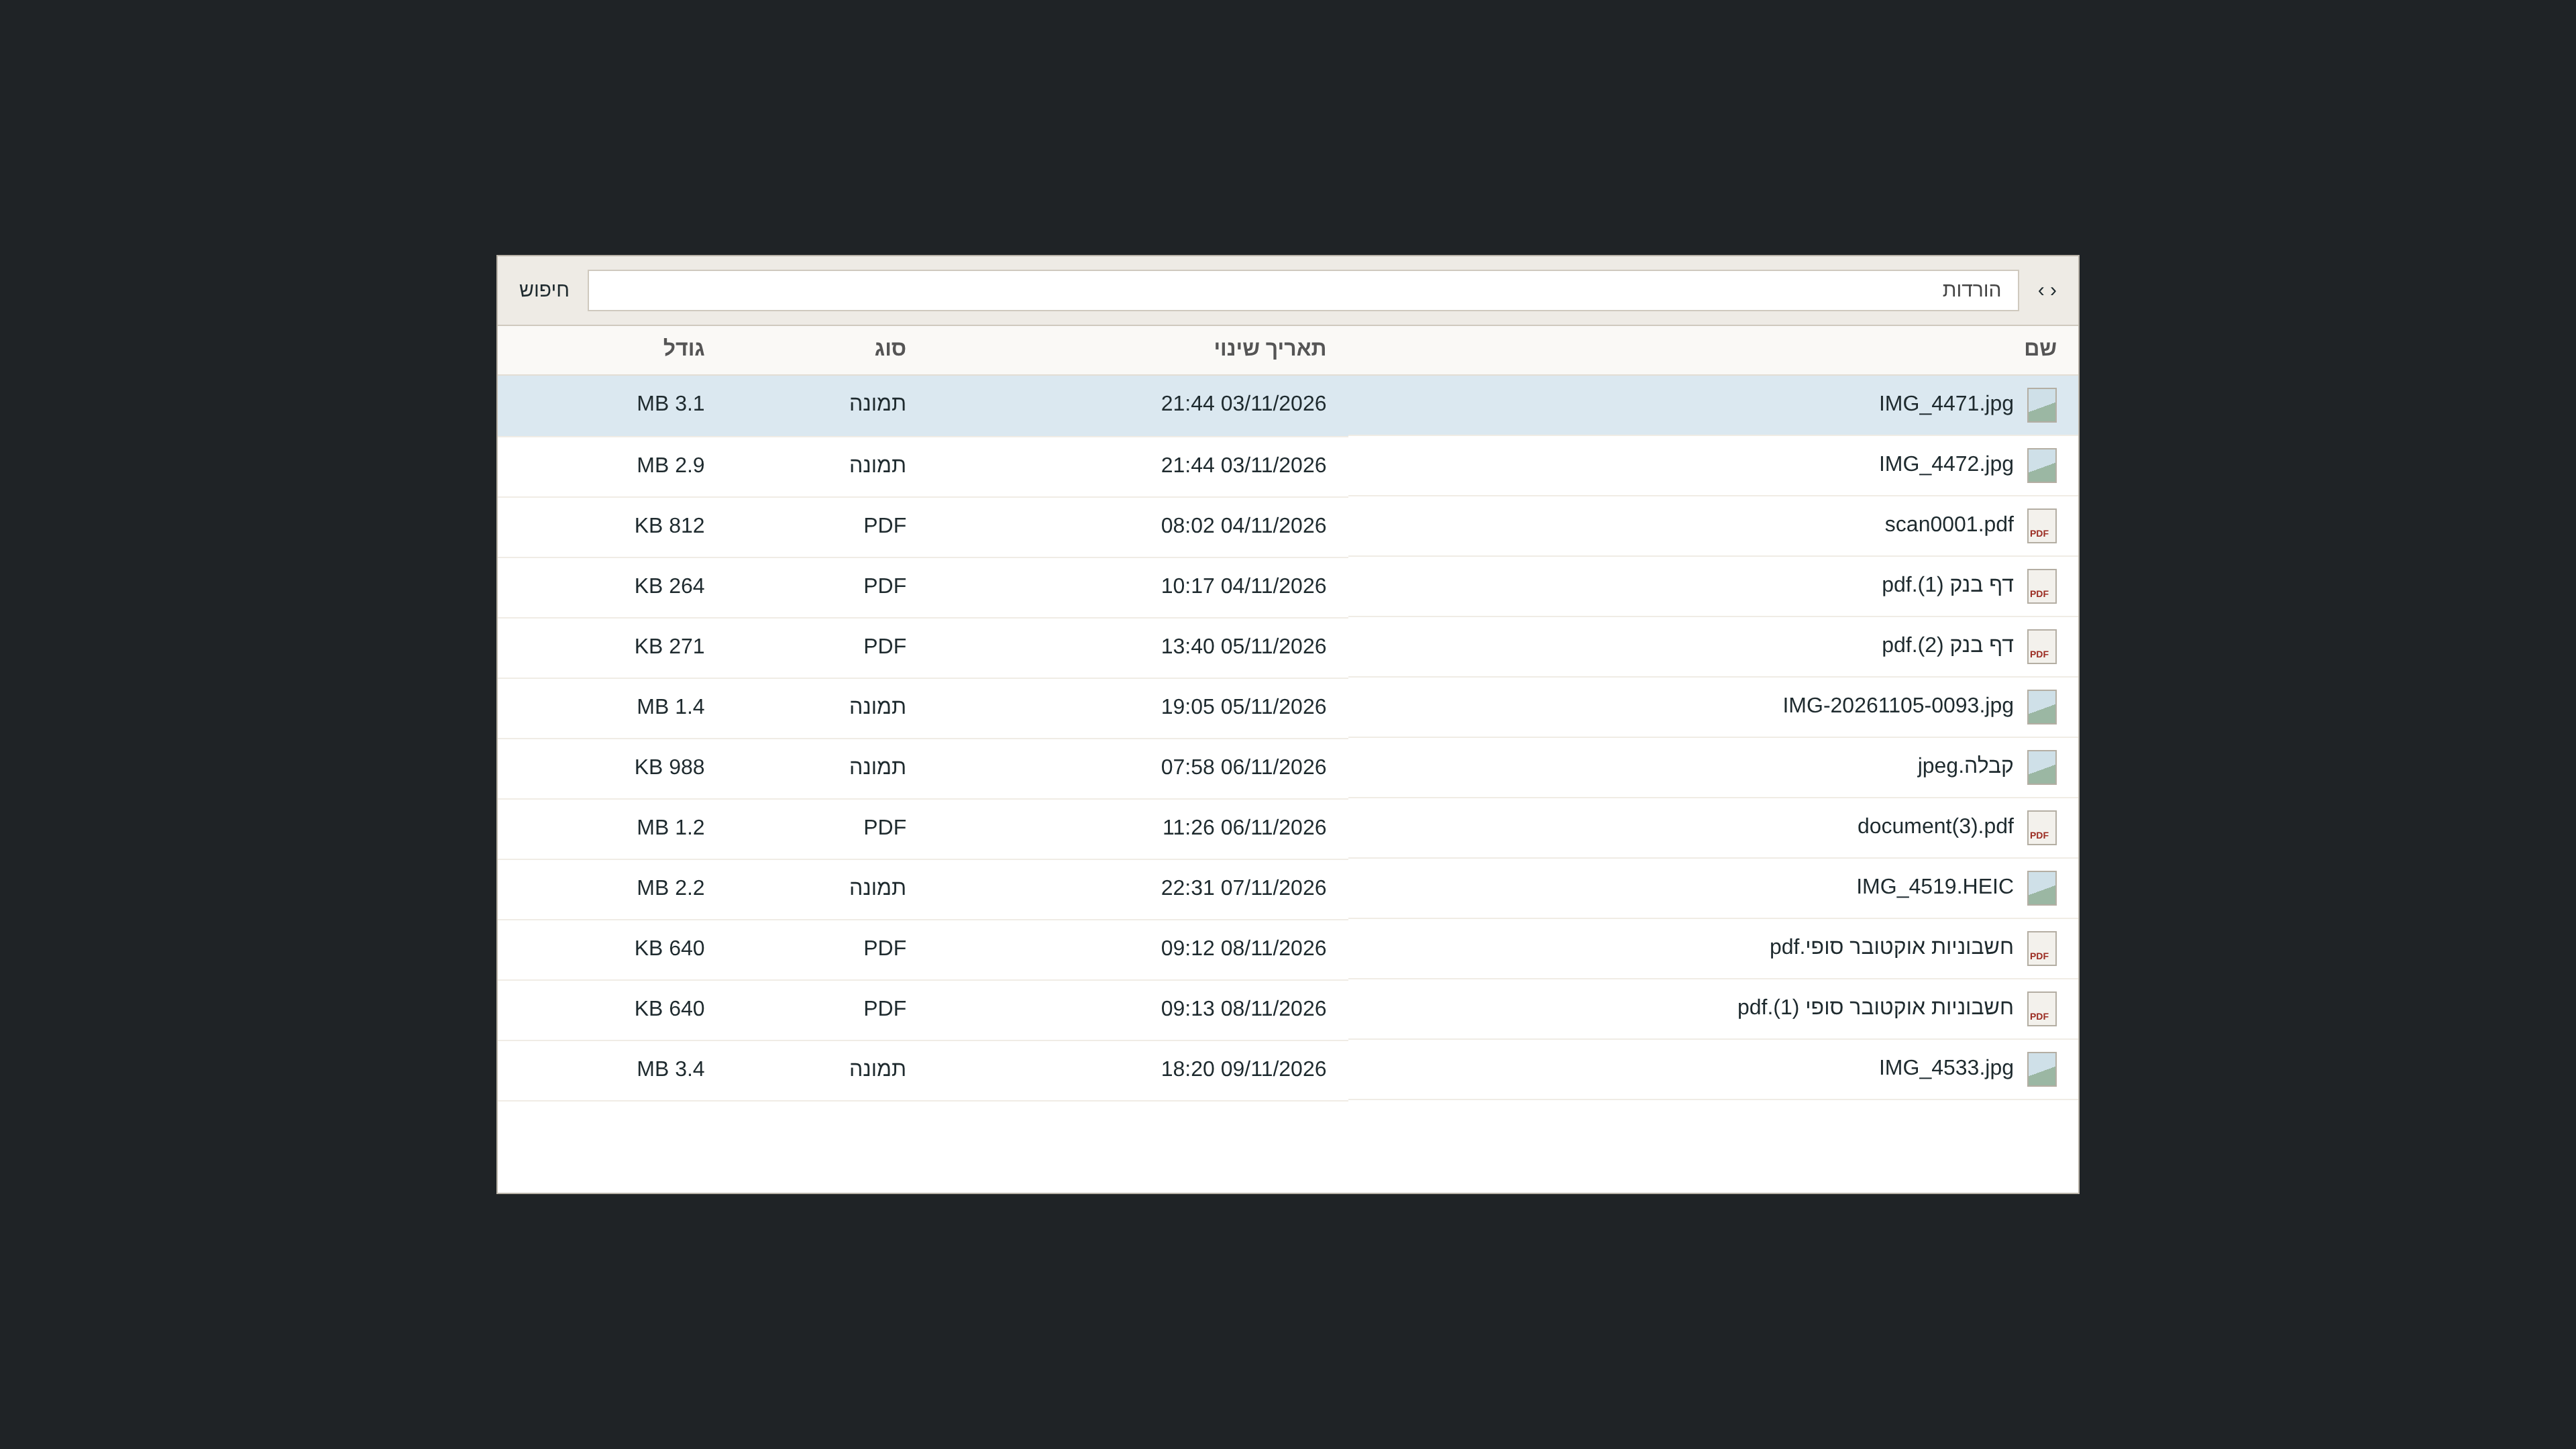 ‹ › הורדות חיפוש
שם תאריך שינוי סוג גודל
IMG_4471.jpg 03/11/2026 21:44 תמונה 3.1 MB
IMG_4472.jpg 03/11/2026 21:44 תמונה 2.9 MB
PDF scan0001.pdf 04/11/2026 08:02 PDF 812 KB
PDF דף בנק (1).pdf 04/11/2026 10:17 PDF 264 KB
PDF דף בנק (2).pdf 05/11/2026 13:40 PDF 271 KB
IMG-20261105-0093.jpg 05/11/2026 19:05 תמונה 1.4 MB
קבלה.jpeg 06/11/2026 07:58 תמונה 988 KB
PDF document(3).pdf 06/11/2026 11:26 PDF 1.2 MB
IMG_4519.HEIC 07/11/2026 22:31 תמונה 2.2 MB
PDF חשבוניות אוקטובר סופי.pdf 08/11/2026 09:12 PDF 640 KB
PDF חשבוניות אוקטובר סופי (1).pdf 08/11/2026 09:13 PDF 640 KB
IMG_4533.jpg 09/11/2026 18:20 תמונה 3.4 MB